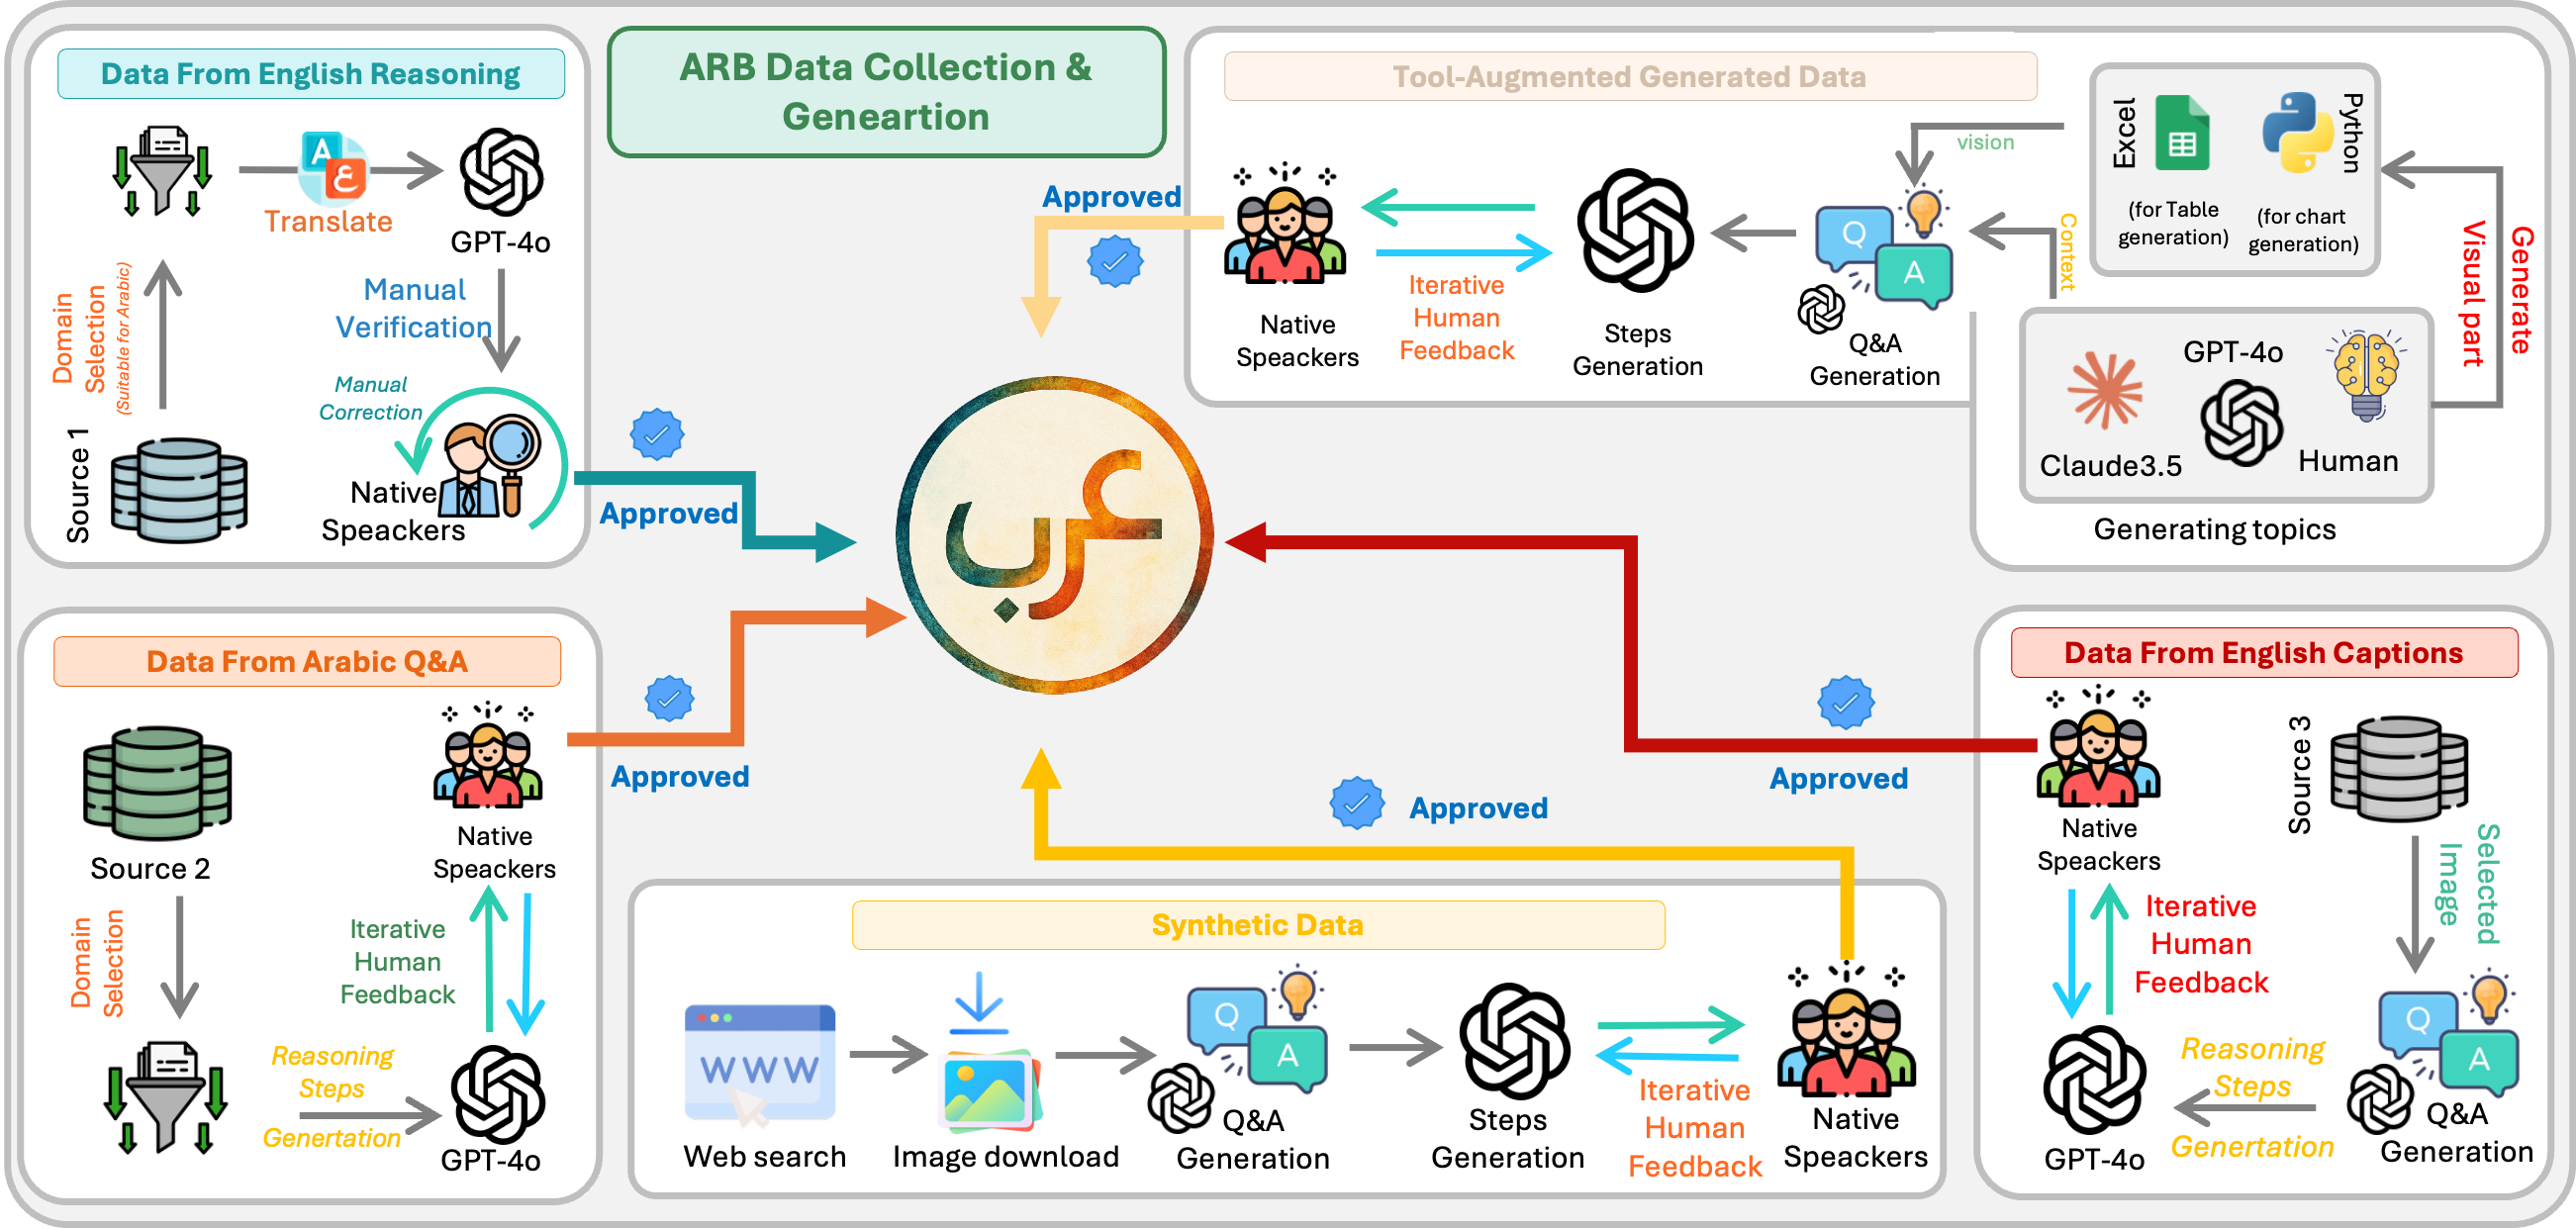 ARB Data Collection &
Geneartion
Data From English Reasoning
Translate
GPT-4o
Domain
Selection
(Suitable for Arabic)
Manual
Verification
Manual
Correction
Source 1
Native
Speackers
Approved
Tool-Augmented Generated Data
Approved
Native
Speackers
Iterative
Human
Feedback
Steps
Generation
Q
A
Q&A
Generation
vision
Context
Excel
(for Table
generation)
Python
(for chart
generation)
Generate
Visual part
Claude3.5
GPT-4o
Human
Generating topics
عرب
Data From Arabic Q&A
Source 2
Domain
Selection
Reasoning
Steps
Genertation
GPT-4o
Iterative
Human
Feedback
Native
Speackers
Approved
Synthetic Data
WWW
Web search
Image download
Q
A
Q&A
Generation
Steps
Generation
Iterative
Human
Feedback
Native
Speackers
Approved
Data From English Captions
Source 3
Selected
Image
Q
A
Q&A
Generation
Reasoning
Steps
Genertation
GPT-4o
Iterative
Human
Feedback
Native
Speackers
Approved
A
ع